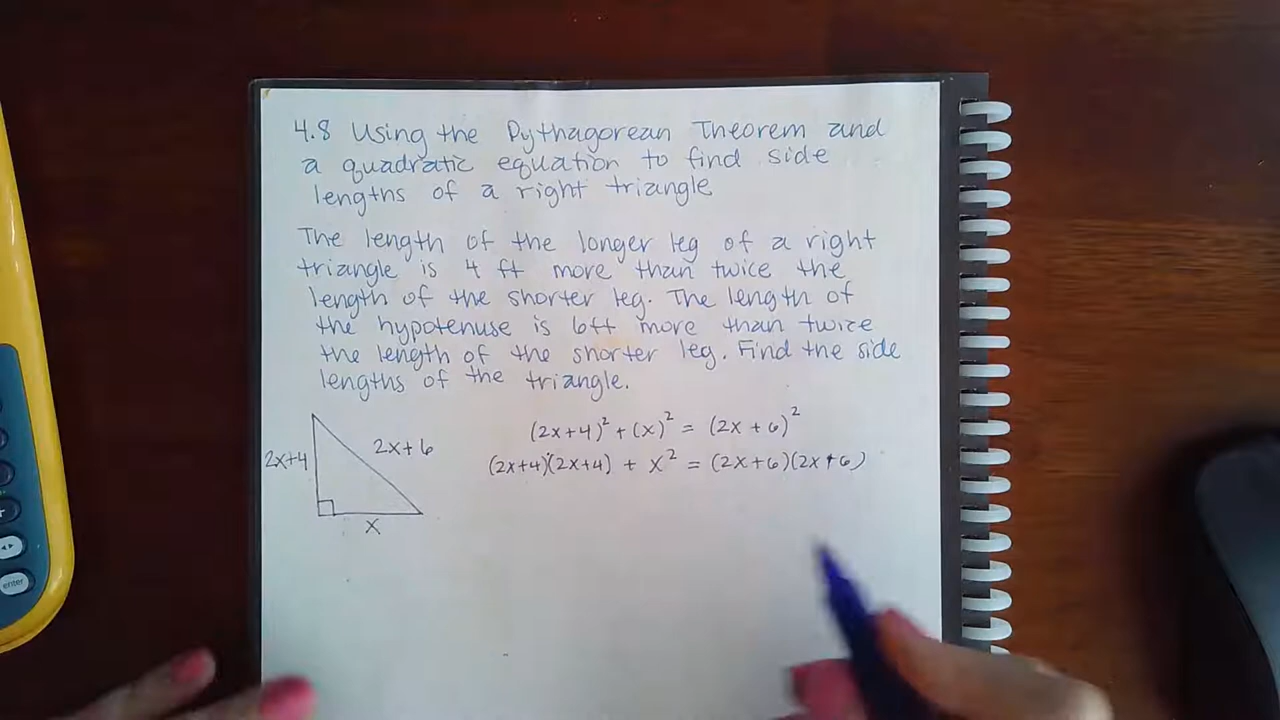 4.8 Using the Pythagorean Theorem and
a quadratic equation to find side
lengths of a right triangle
The length of the longer leg of a right
triangle is 4 ft more than twice the
length of the shorter leg. The length of
the hypotenuse is 6ft more than twice
the length of the shorter leg. Find the side
lengths of the triangle.
(2x+4)² + (x)² = (2x + 6)²
2x+4
2x+6
(2x+4)(2x+4) + x² = (2x+6)(2x+6)
x
enter